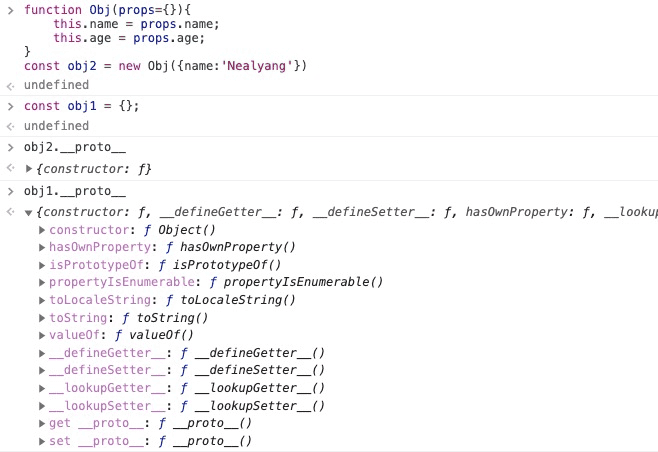 function Obj(props={}){
    this.name = props.name;
    this.age = props.age;
}
const obj2 = new Obj({name:'Nealyang'})
undefined
const obj1 = {};
undefined
obj2.__proto__
{constructor: ƒ}
obj1.__proto__
{constructor: ƒ, __defineGetter__: ƒ, __defineSetter__: ƒ, hasOwnProperty: ƒ, __lookup
constructor: ƒ Object()
hasOwnProperty: ƒ hasOwnProperty()
isPrototypeOf: ƒ isPrototypeOf()
propertyIsEnumerable: ƒ propertyIsEnumerable()
toLocaleString: ƒ toLocaleString()
toString: ƒ toString()
valueOf: ƒ valueOf()
__defineGetter__: ƒ __defineGetter__()
__defineSetter__: ƒ __defineSetter__()
__lookupGetter__: ƒ __lookupGetter__()
__lookupSetter__: ƒ __lookupSetter__()
get __proto__: ƒ __proto__()
set __proto__: ƒ __proto__()